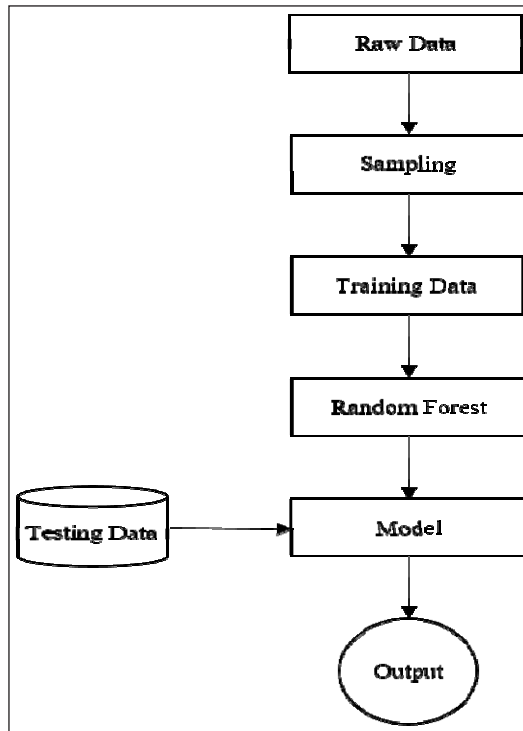 Raw Data
Sampling
Training Data
Random Forest
Testing Data
Model
Output